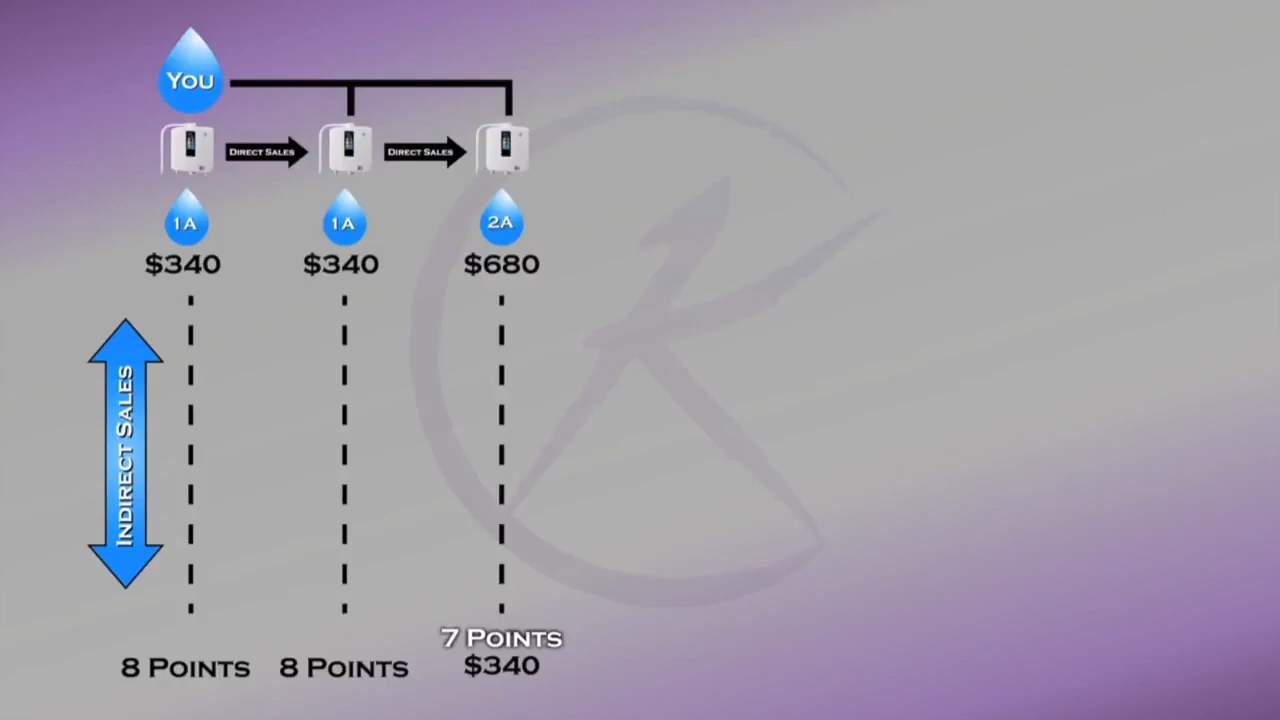 You
Direct Sales
Direct Sales
1A
1A
2A
$340
$340
$680
Indirect Sales
7 Points
8 Points
8 Points
$340